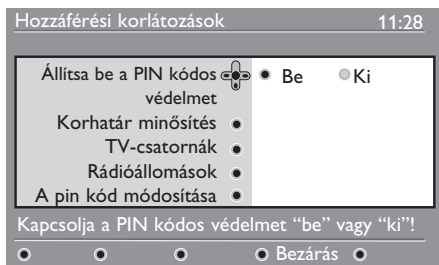 Hozzáférési korlátozások 11:28
Állítsa be a PIN kódos Be Ki
védelmet
Korhatár minősítés
TV-csatornák
Rádióállomások
A pin kód módosítása
Kapcsolja a PIN kódos védelmet “be” vagy “ki”!
Bezárás